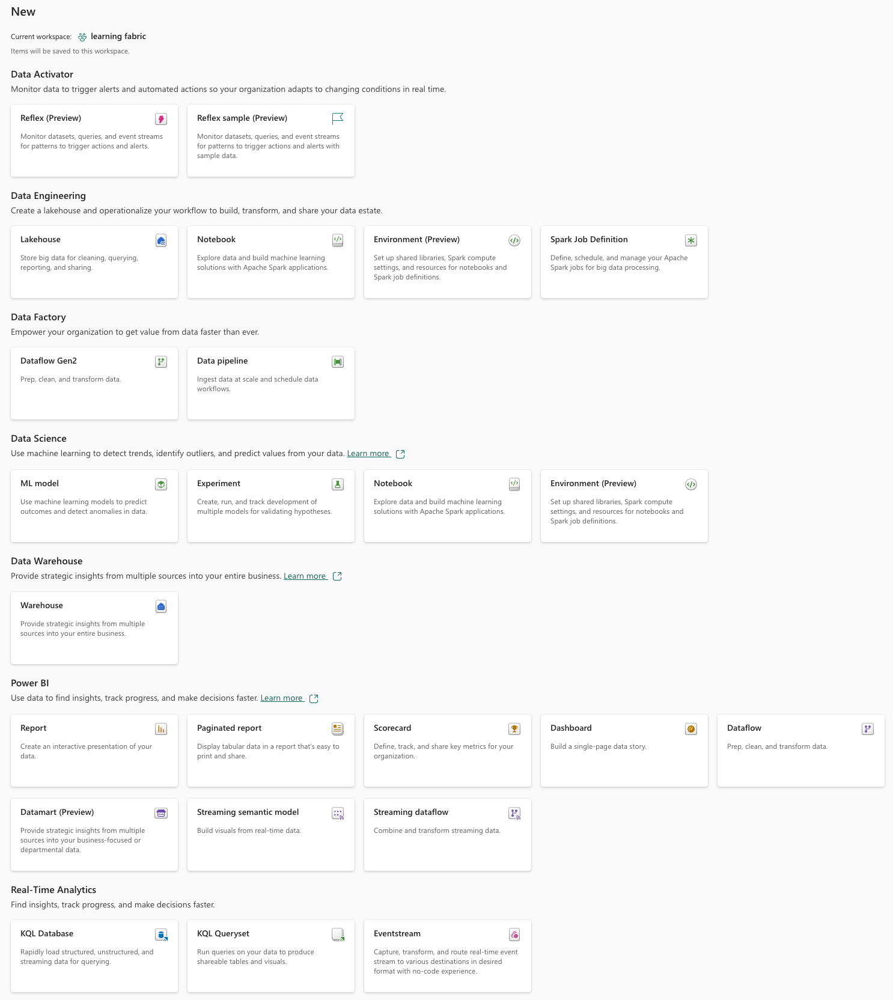 New
Current workspace: learning fabric
Items will be saved to this workspace.
Data Activator
Monitor data to trigger alerts and automated actions so your organization adapts to changing conditions in real time.
Reflex (Preview)
Monitor datasets, queries, and event streams
for patterns to trigger actions and alerts.
Reflex sample (Preview)
Monitor datasets, queries, and event streams
for patterns to trigger actions and alerts with
sample data.
Data Engineering
Create a lakehouse and operationalize your workflow to build, transform, and share your data estate.
Lakehouse
Store big data for cleaning, querying,
reporting, and sharing.
Notebook
Explore data and build machine learning
solutions with Apache Spark applications.
Environment (Preview)
Set up shared libraries, Spark compute
settings, and resources for notebooks and
Spark job definitions.
Spark Job Definition
Define, schedule, and manage your Apache
Spark jobs for big data processing.
Data Factory
Empower your organization to get value from data faster than ever.
Dataflow Gen2
Prep, clean, and transform data.
Data pipeline
Ingest data at scale and schedule data
workflows.
Data Science
Use machine learning to detect trends, identify outliers, and predict values from your data. Learn more
ML model
Use machine learning models to predict
outcomes and detect anomalies in data.
Experiment
Create, run, and track development of
multiple models for validating hypotheses.
Notebook
Explore data and build machine learning
solutions with Apache Spark applications.
Environment (Preview)
Set up shared libraries, Spark compute
settings, and resources for notebooks and
Spark job definitions.
Data Warehouse
Provide strategic insights from multiple sources into your entire business. Learn more
Warehouse
Provide strategic insights from multiple
sources into your entire business.
Power BI
Use data to find insights, track progress, and make decisions faster. Learn more
Report
Create an interactive presentation of your
data.
Paginated report
Display tabular data in a report that's easy to
print and share.
Scorecard
Define, track, and share key metrics for your
organization.
Dashboard
Build a single-page data story.
Dataflow
Prep, clean, and transform data.
Datamart (Preview)
Provide strategic insights from multiple
sources into your business-focused or
departmental data.
Streaming semantic model
Build visuals from real-time data.
Streaming dataflow
Combine and transform streaming data.
Real-Time Analytics
Find insights, track progress, and make decisions faster.
KQL Database
Rapidly load structured, unstructured, and
streaming data for querying.
KQL Queryset
Run queries on your data to produce
shareable tables and visuals.
Eventstream
Capture, transform, and route real-time event
stream to various destinations in desired
format with no-code experience.